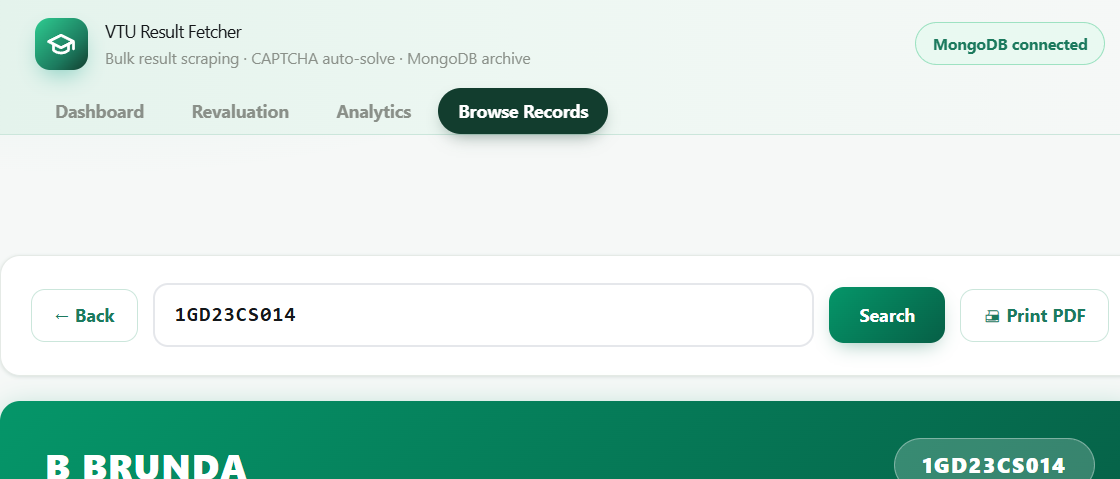 VTU Result Fetcher
Bulk result scraping · CAPTCHA auto-solve · MongoDB archive
MongoDB connected
Dashboard Revaluation Analytics Browse Records
← Back 1GD23CS014 Search Print PDF
B BRUNDA 1GD23CS014